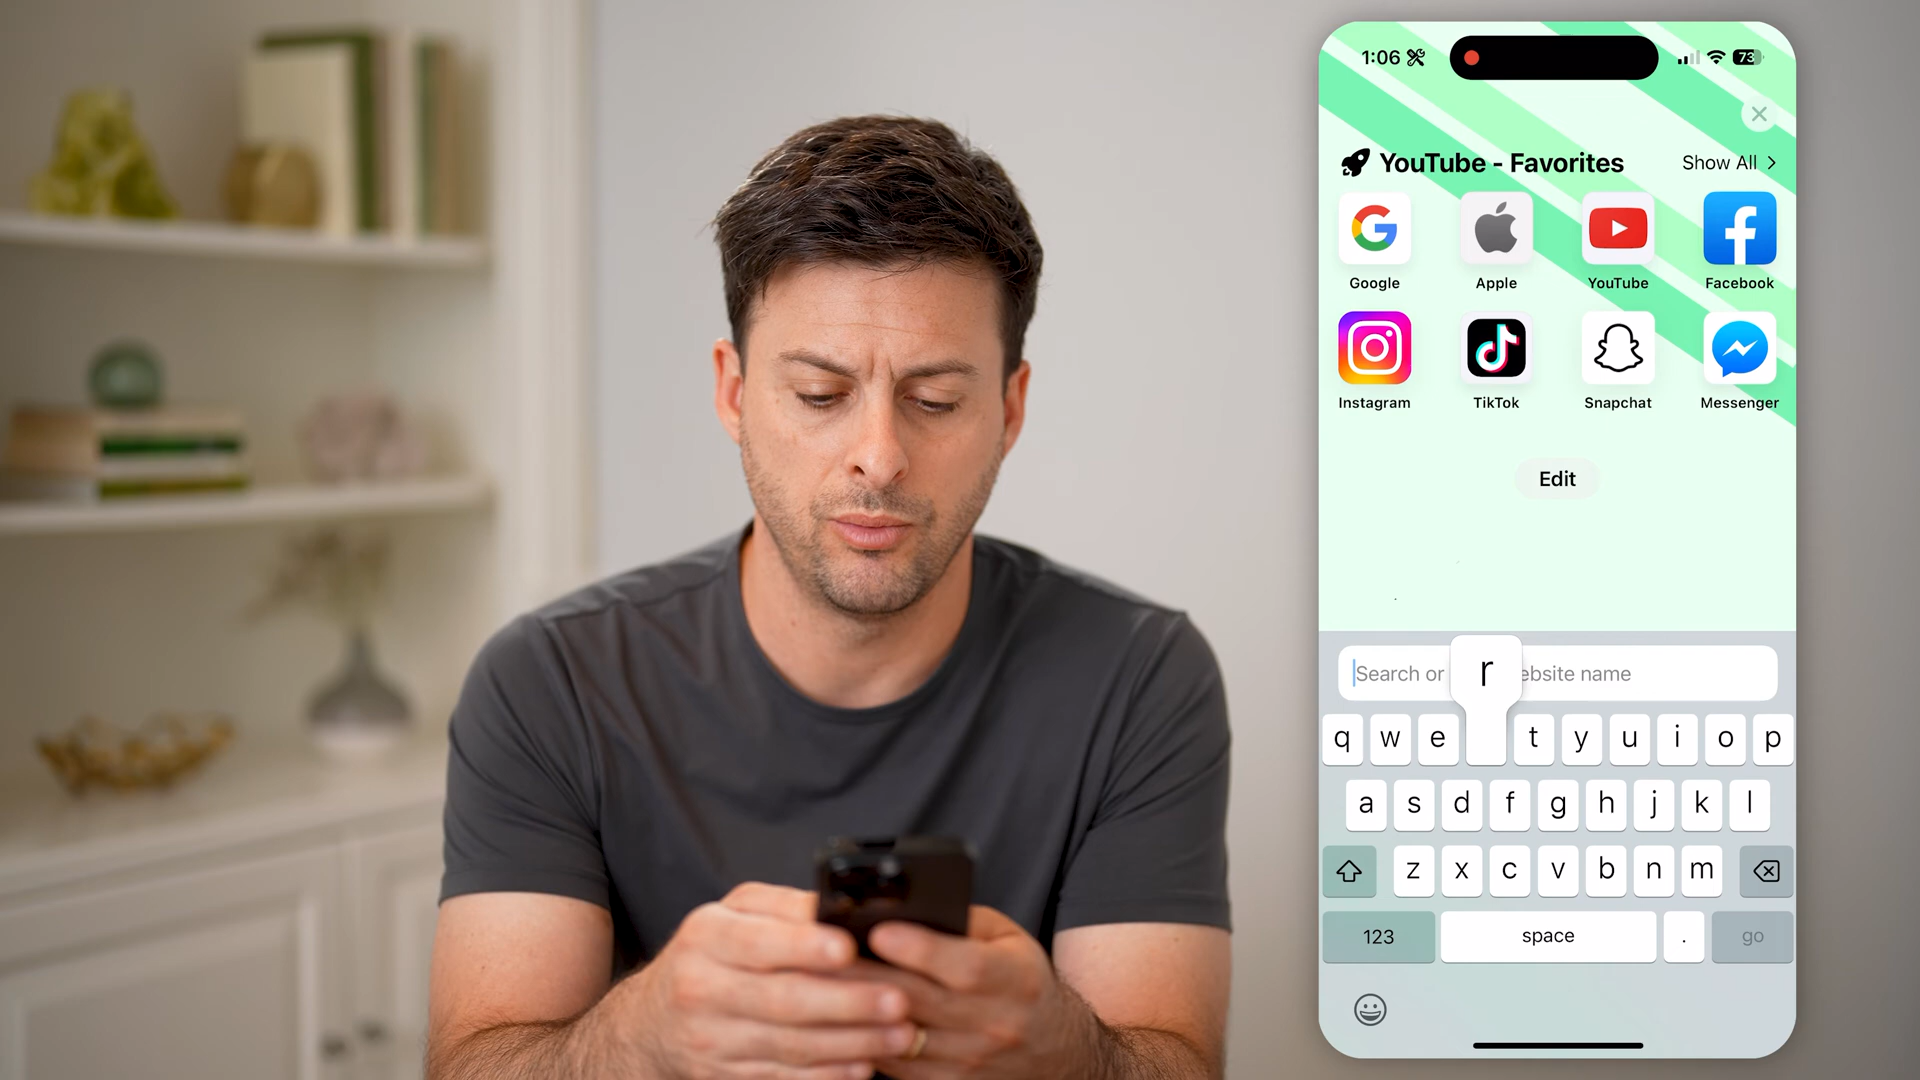 1:06
73
YouTube - Favorites
Show All
Google
Apple
YouTube
Facebook
Instagram
TikTok
Snapchat
Messenger
Edit
Search or
r
ebsite name
q w e t y u i o p
a s d f g h j k l
z x c v b n m
123
space
.
go